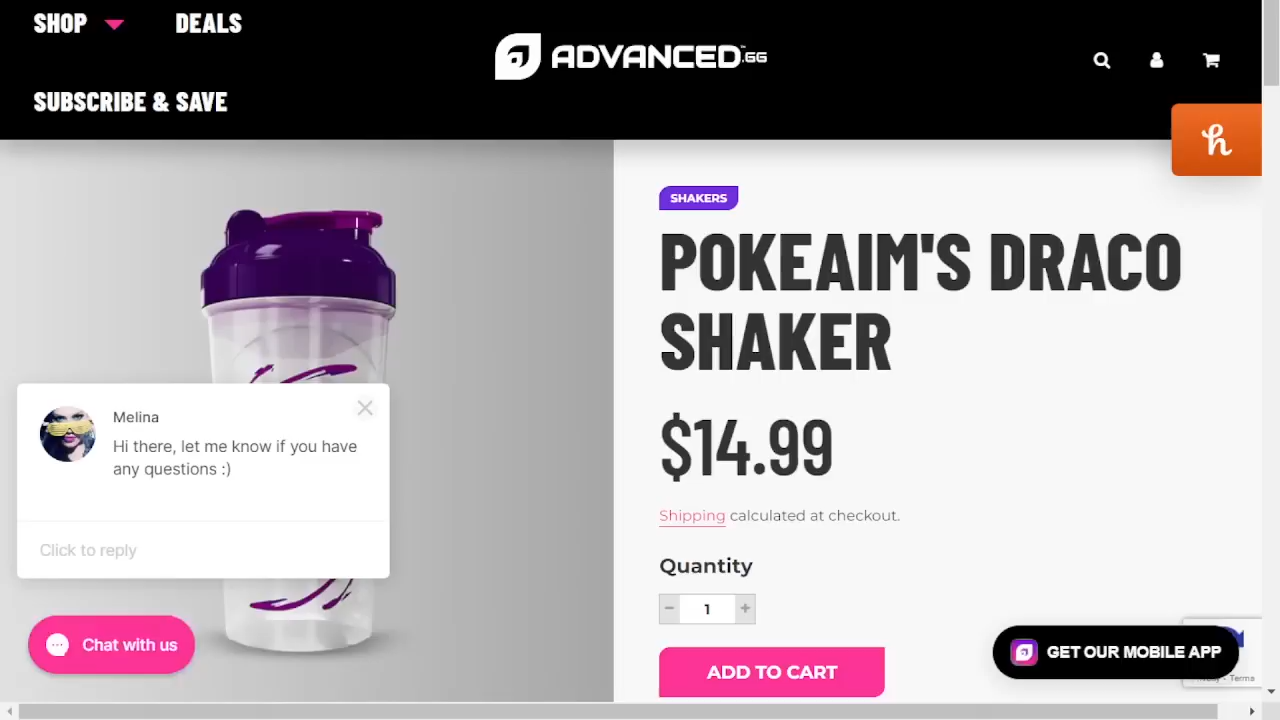 SHOP
DEALS
ADVANCED.GG
SUBSCRIBE & SAVE
SHAKERS
POKEAIM'S DRACO
SHAKER
$14.99
Shipping calculated at checkout.
Quantity
− 1 +
ADD TO CART
Melina
Hi there, let me know if you have
any questions :)
Click to reply
Chat with us
GET OUR MOBILE APP
- Terms